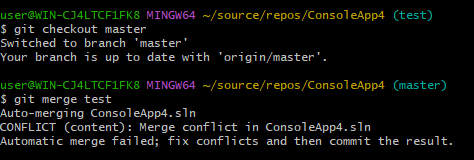 user@WIN-CJ4LTCF1FK8 MINGW64 ~/source/repos/ConsoleApp4 (test)
$ git checkout master
Switched to branch 'master'
Your branch is up to date with 'origin/master'.
user@WIN-CJ4LTCF1FK8 MINGW64 ~/source/repos/ConsoleApp4 (master)
$ git merge test
Auto-merging ConsoleApp4.sln
CONFLICT (content): Merge conflict in ConsoleApp4.sln
Automatic merge failed; fix conflicts and then commit the result.